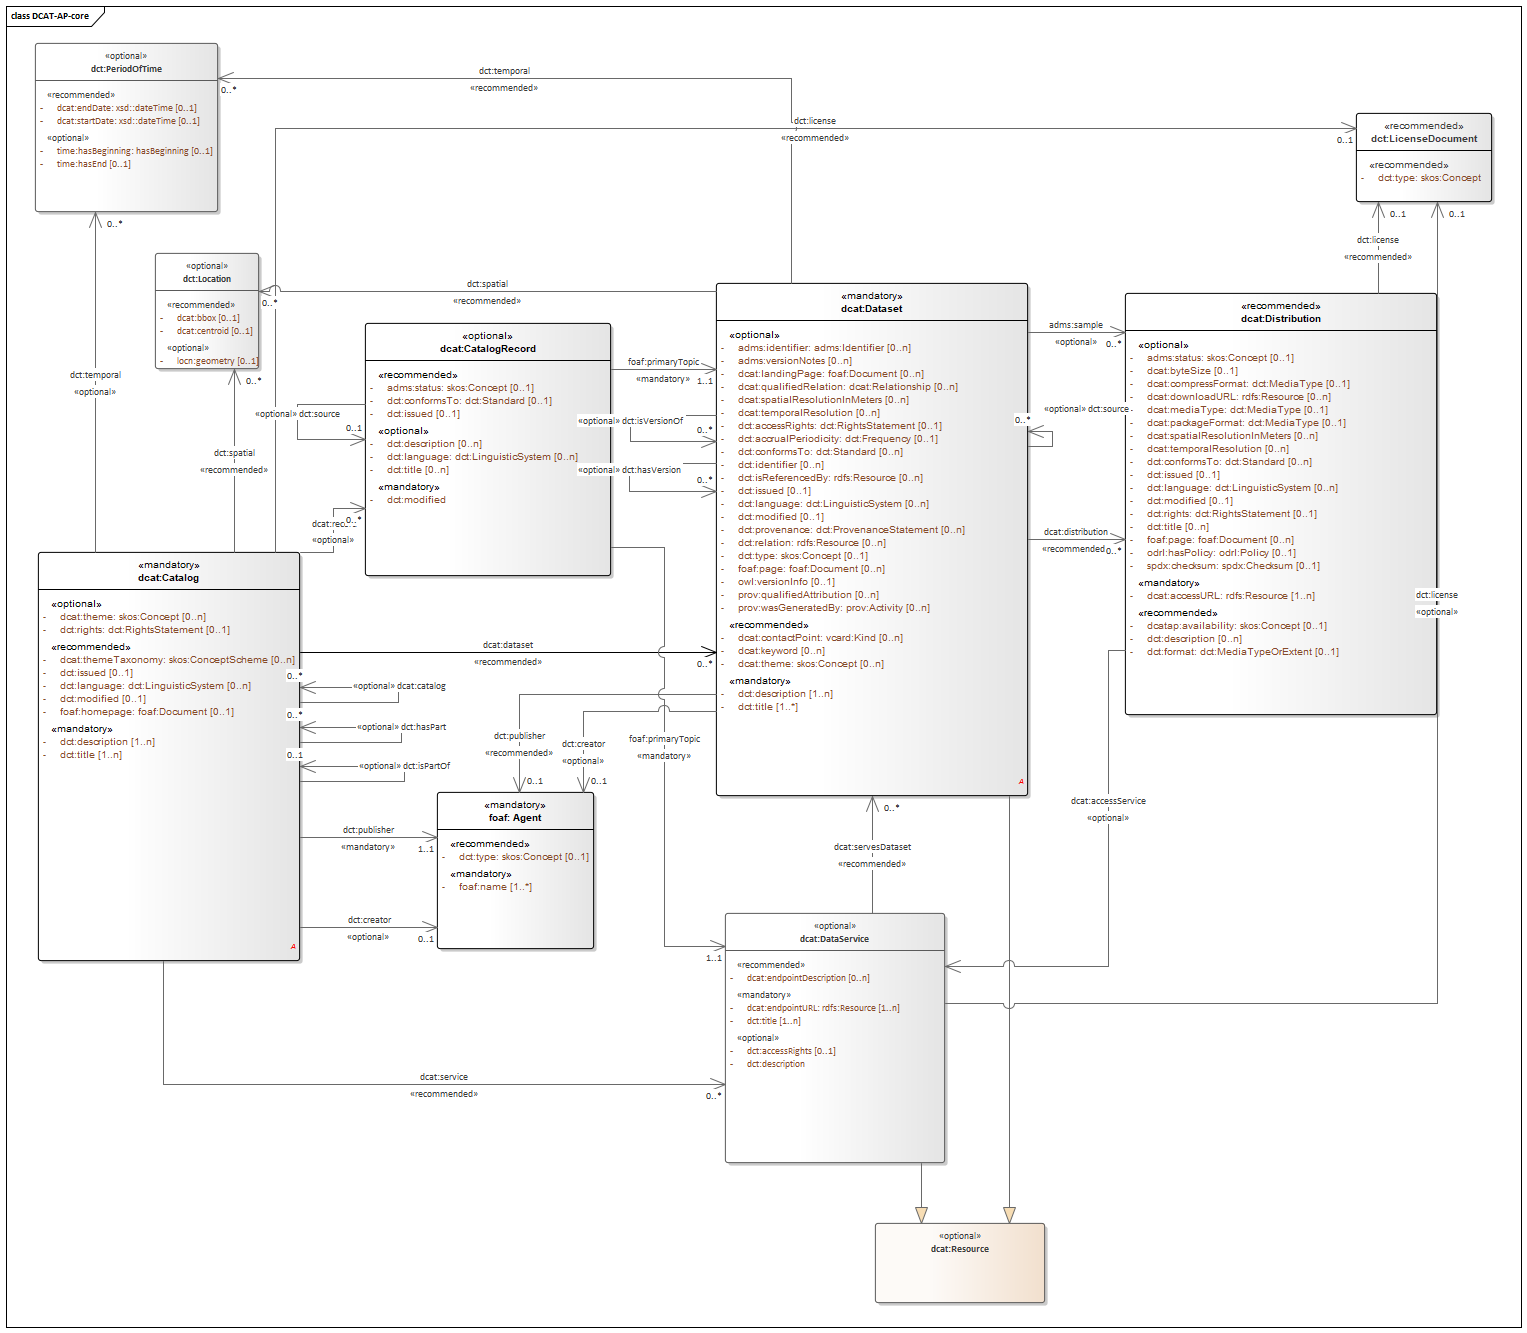 class DCAT-AP-core
«optional»
dct:PeriodOfTime
«recommended»
- dcat:endDate: xsd::dateTime [0..1]
- dcat:startDate: xsd::dateTime [0..1]
«optional»
- time:hasBeginning: hasBeginning [0..1]
- time:hasEnd [0..1]
dct:temporal
«recommended»
0..*
dct:license
«recommended»
0..1
«recommended»
dct:LicenseDocument
«recommended»
- dct:type: skos:Concept
0..1
0..1
dct:license
«recommended»
0..*
«optional»
dct:Location
«recommended»
- dcat:bbox [0..1]
- dcat:centroid [0..1]
«optional»
- locn:geometry [0..1]
dct:spatial
«recommended»
0..*
0..*
dct:temporal
«optional»
dct:spatial
«recommended»
«optional»
dcat:CatalogRecord
«recommended»
- adms:status: skos:Concept [0..1]
- dct:conformsTo: dct:Standard [0..1]
- dct:issued [0..1]
«optional»
- dct:description [0..n]
- dct:language: dct:LinguisticSystem [0..n]
- dct:title [0..n]
«mandatory»
- dct:modified
«optional» dct:source
0..1
dcat:rec...
0..*
«optional»
foaf:primaryTopic
«mandatory»
1..1
«optional» dct:isVersionOf
0..*
«optional» dct:hasVersion
0..*
«mandatory»
dcat:Dataset
«optional»
- adms:identifier: adms:Identifier [0..n]
- adms:versionNotes [0..n]
- dcat:landingPage: foaf:Document [0..n]
- dcat:qualifiedRelation: dcat:Relationship [0..n]
- dcat:spatialResolutionInMeters [0..n]
- dcat:temporalResolution [0..n]
- dct:accessRights: dct:RightsStatement [0..1]
- dct:accrualPeriodicity: dct:Frequency [0..1]
- dct:conformsTo: dct:Standard [0..n]
- dct:identifier [0..n]
- dct:isReferencedBy: rdfs:Resource [0..n]
- dct:issued [0..1]
- dct:language: dct:LinguisticSystem [0..n]
- dct:modified [0..1]
- dct:provenance: dct:ProvenanceStatement [0..n]
- dct:relation: rdfs:Resource [0..n]
- dct:type: skos:Concept [0..1]
- foaf:page: foaf:Document [0..n]
- owl:versionInfo [0..1]
- prov:qualifiedAttribution [0..n]
- prov:wasGeneratedBy: prov:Activity [0..n]
«recommended»
- dcat:contactPoint: vcard:Kind [0..n]
- dcat:keyword [0..n]
- dcat:theme: skos:Concept [0..n]
«mandatory»
- dct:description [1..n]
- dct:title [1..*]
A
adms:sample
«optional»
0..*
«optional» dct:source
0..*
dcat:distribution
«recommended»
0..*
«recommended»
dcat:Distribution
«optional»
- adms:status: skos:Concept [0..1]
- dcat:byteSize [0..1]
- dcat:compressFormat: dct:MediaType [0..1]
- dcat:downloadURL: rdfs:Resource [0..n]
- dcat:mediaType: dct:MediaType [0..1]
- dcat:packageFormat: dct:MediaType [0..1]
- dcat:spatialResolutionInMeters [0..n]
- dcat:temporalResolution [0..n]
- dct:conformsTo: dct:Standard [0..n]
- dct:issued [0..1]
- dct:language: dct:LinguisticSystem [0..n]
- dct:modified [0..1]
- dct:rights: dct:RightsStatement [0..1]
- dct:title [0..n]
- foaf:page: foaf:Document [0..n]
- odrl:hasPolicy: odrl:Policy [0..1]
- spdx:checksum: spdx:Checksum [0..1]
«mandatory»
- dcat:accessURL: rdfs:Resource [1..n]
«recommended»
- dcatap:availability: skos:Concept [0..1]
- dct:description [0..n]
- dct:format: dct:MediaTypeOrExtent [0..1]
dct:license
«optional»
«mandatory»
dcat:Catalog
«optional»
- dcat:theme: skos:Concept [0..n]
- dct:rights: dct:RightsStatement [0..1]
«recommended»
- dcat:themeTaxonomy: skos:ConceptScheme [0..n]
- dct:issued [0..1]
- dct:language: dct:LinguisticSystem [0..n]
- dct:modified [0..1]
- foaf:homepage: foaf:Document [0..1]
«mandatory»
- dct:description [1..n]
- dct:title [1..n]
A
dcat:dataset
«recommended»
0..*
0..*
«optional» dcat:catalog
0..*
«optional» dct:hasPart
0..1
«optional» dct:isPartOf
dct:publisher
«recommended»
0..1
dct:creator
«optional»
0..1
foaf:primaryTopic
«mandatory»
1..1
dct:publisher
«mandatory»
1..1
dct:creator
«optional»
0..1
«mandatory»
foaf: Agent
«recommended»
- dct:type: skos:Concept [0..1]
«mandatory»
- foaf:name [1..*]
0..*
dcat:servesDataset
«recommended»
dcat:accessService
«optional»
«optional»
dcat:DataService
«recommended»
- dcat:endpointDescription [0..n]
«mandatory»
- dcat:endpointURL: rdfs:Resource [1..n]
- dct:title [1..n]
«optional»
- dct:accessRights [0..1]
- dct:description
dcat:service
«recommended»
0..*
«optional»
dcat:Resource